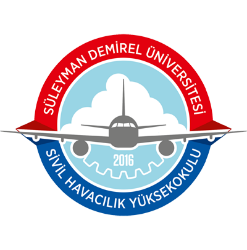 SÜLEYMAN DEMİREL ÜNİVERSİTESİ
2016
SİVİL HAVACILIK YÜKSEKOKULU